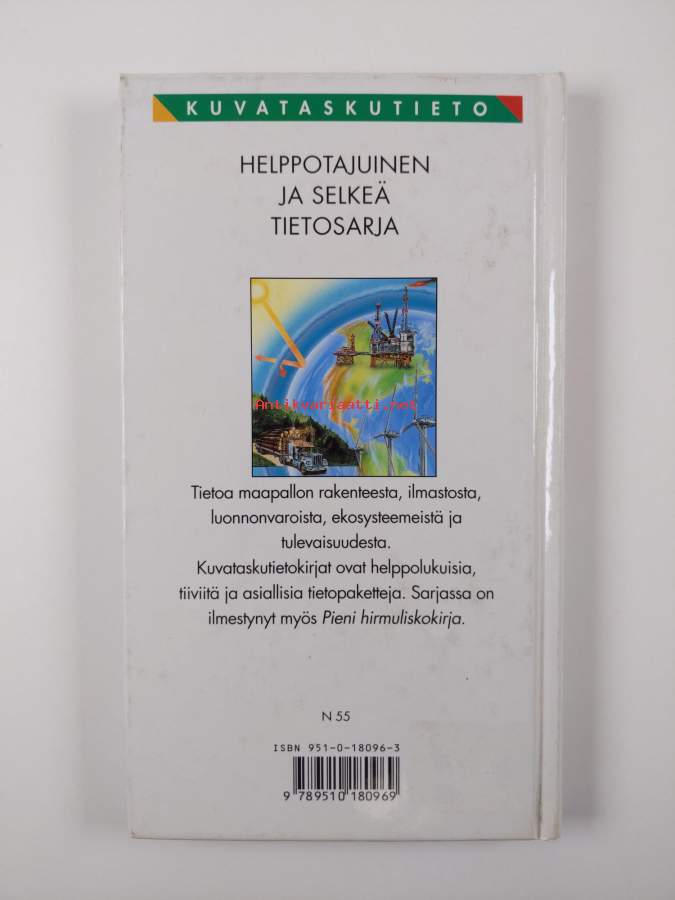 KUVATASKUTIETO
HELPPOTAJUINEN
JA SELKEÄ
TIETOSARJA
Antikvariaatti.net
Tietoa maapallon rakenteesta, ilmastosta,
luonnonvaroista, ekosysteemeistä ja
tulevaisuudesta.
Kuvataskutietokirjat ovat helppolukuisia,
tiiviitä ja asiallisia tietopaketteja. Sarjassa on
ilmestynyt myös Pieni hirmuliskokirja.
N 55
ISBN 951-0-18096-3
9 789510 180969